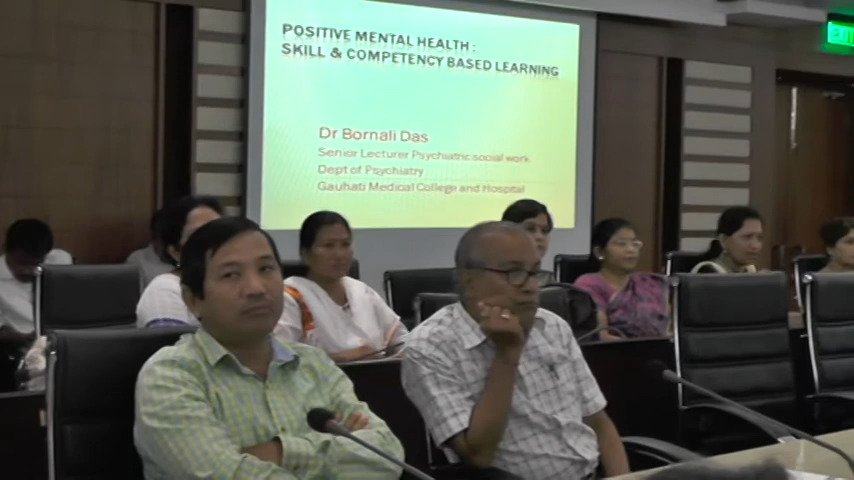 POSITIVE MENTAL HEALTH :
SKILL & COMPETENCY BASED LEARNING
Dr Bornali Das
Senior Lecturer Psychiatric social work
Dept of Psychiatry
Gauhati Medical College and Hospital
EXIT